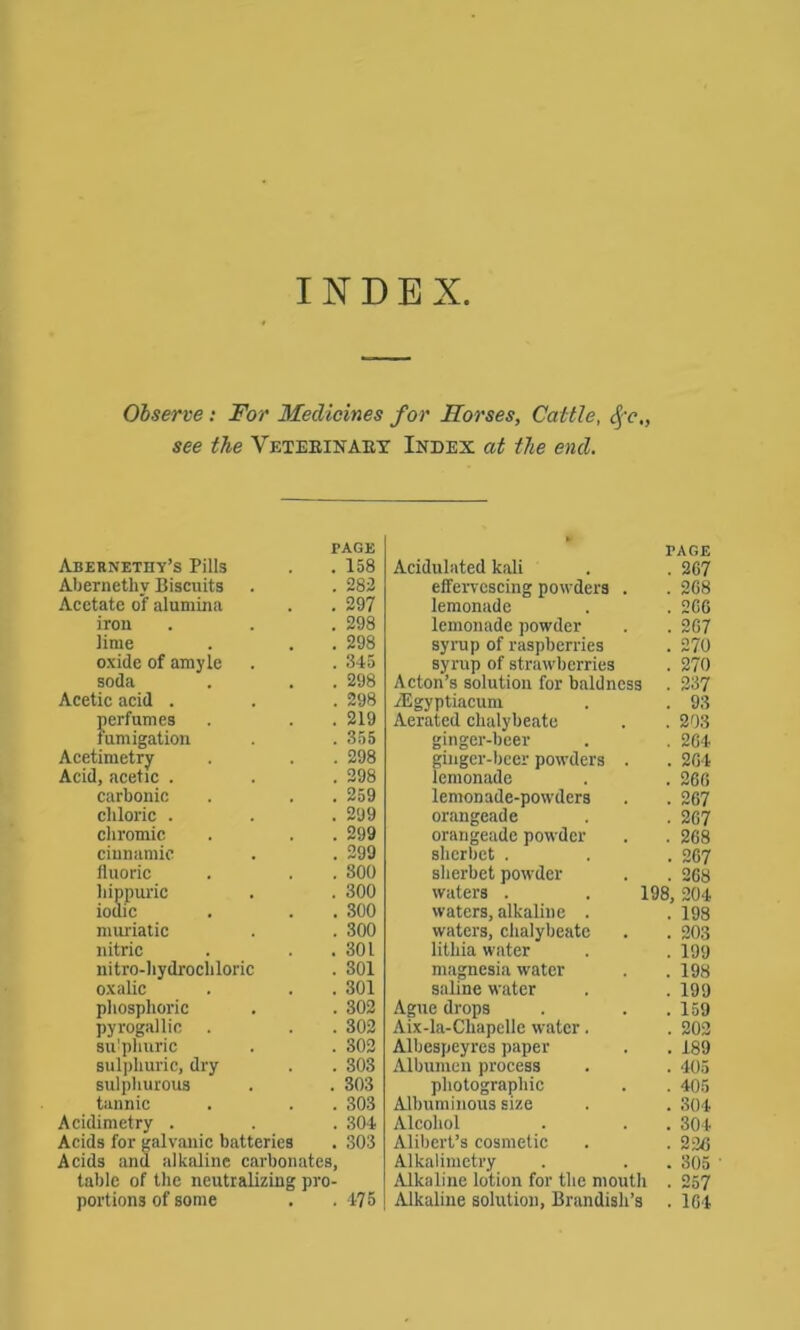 INDEX.
Observe: For Medicines for Horses, Cattle, &c.,
see the VETERINARY INDEX at the end.
PAGE
ABERNETHY'S Pills . . 158
Abernethy Biscuits . . 282
Acetate of alumina . . 297
iron . . . 298
lime . . . 298
oxide of amyle . . 345
soda . . . 298
Acetic acid . . . 298
perfumes . . . 219
fumigation . . 355
Acetimetry . . . 298
Acid, acetic . . . 298
carbonic . . . 259
chloric . . . 299
chromic . . . 299
cinnamic . . 299
fluoric . . . 300
hippuric . . 300
iodic . . . 300
muriatic . . 300
nitric . . . 301
nitro-hydrochloric . 301
oxalic . . . 301
phosphoric . . 302
pyrogallic . . . 302
su'phuric . . 302
sulphuric, dry . . 303
sulphurous . . 303
tannic . . . 303
Acidimetry . . . 304
Acids for galvanic batteries . 303
Acids and alkaline carbonates,
table of the neutralizing pro-
portions of some . . 475
PAGE
Acidulated kali . . 267
effervescing powders . . 268
lemonade . . 266
lemonade powder . . 267
syrup of raspberries . 270
syrup of strawberries . 270
Acton's solution for baldness . 237
Ægyptiacum . . 93
Aerated chalybeate . . 203
ginger-beer . . 264
ginger-beer powders . . 264
lemonade . . 266
lemonade-powders . . 267
orangeade . . 267
orangeade powder . . 268
sherbet . . . 267
sherbet powder . . 268
waters . . 198, 204
waters, alkaline . . 198
waters, chalybeate . . 203
lithia water . . 199
magnesia water . . 198
saline water . . 199
Ague drops . . . 159
Aix-la-Chapelle water . . 202
Albespeyres paper . . 189
Albumen process . . 405
photographic . . 405
Albuminous size . . 304
Alcohol . . . 304
Alibert's cosmetic . . 226
Alkalimetry . . . 305
Alkaline lotion for the mouth . 257
Alkaline solution, Brandish's . 164